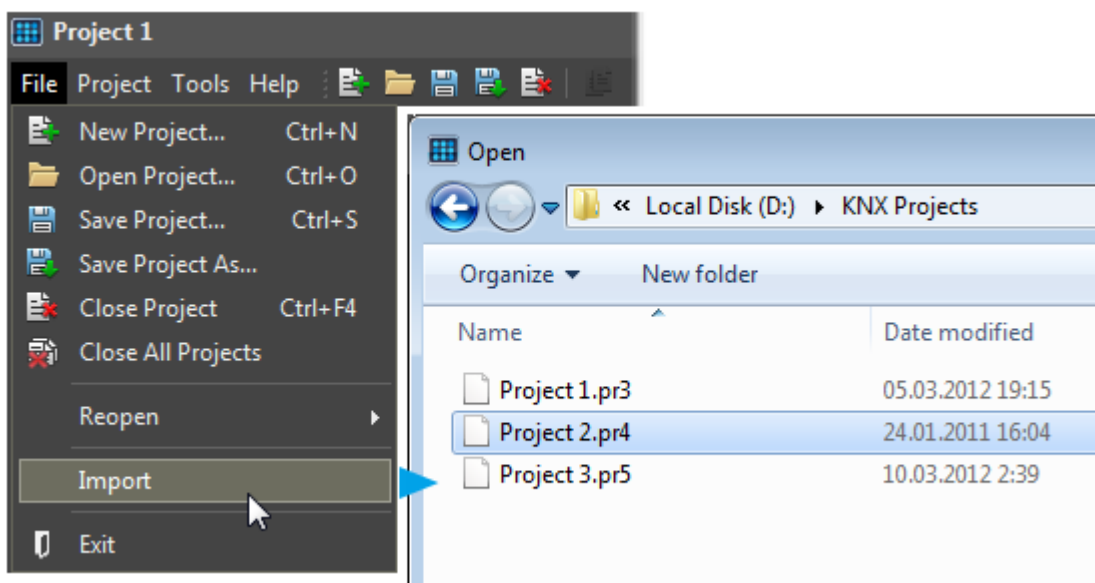 Project 1
File Project Tools Help
New Project... Ctrl+N
Open Project... Ctrl+O
Save Project... Ctrl+S
Save Project As...
Close Project Ctrl+F4
Close All Projects
Reopen
Import
Exit
Open
« Local Disk (D:) KNX Projects
Organize New folder
Name Date modified
Project 1.pr3 05.03.2012 19:15
Project 2.pr4 24.01.2011 16:04
Project 3.pr5 10.03.2012 2:39